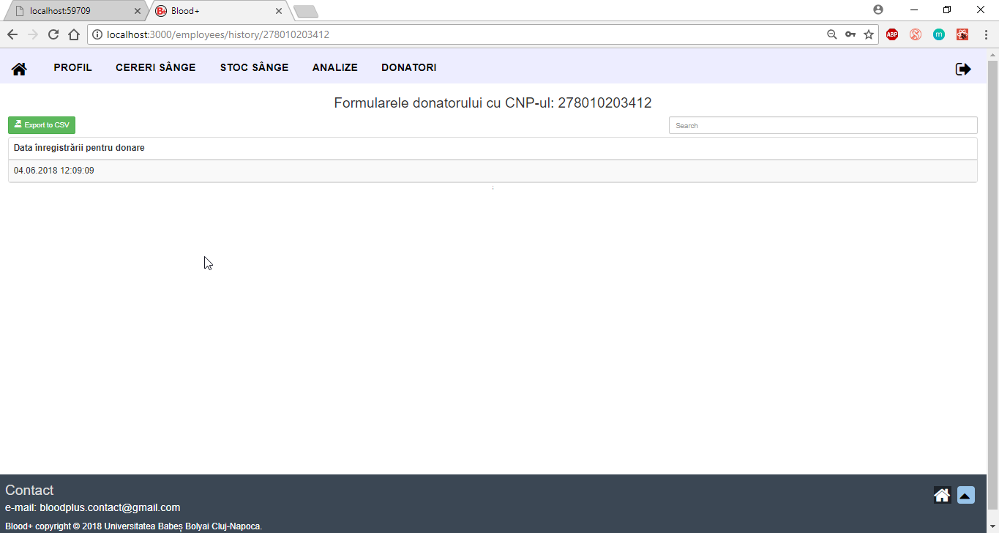 localhost:59709
Blood+
localhost:3000/employees/history/278010203412
ABP
m
PROFIL CERERI SÂNGE STOC SÂNGE ANALIZE DONATORI
Formularele donatorului cu CNP-ul: 278010203412
Export to CSV
Search
Data înregistrării pentru donare
04.06.2018 12:09:09
;
Contact
e-mail: bloodplus.contact@gmail.com
Blood+ copyright © 2018 Universitatea Babeș Bolyai Cluj-Napoca.